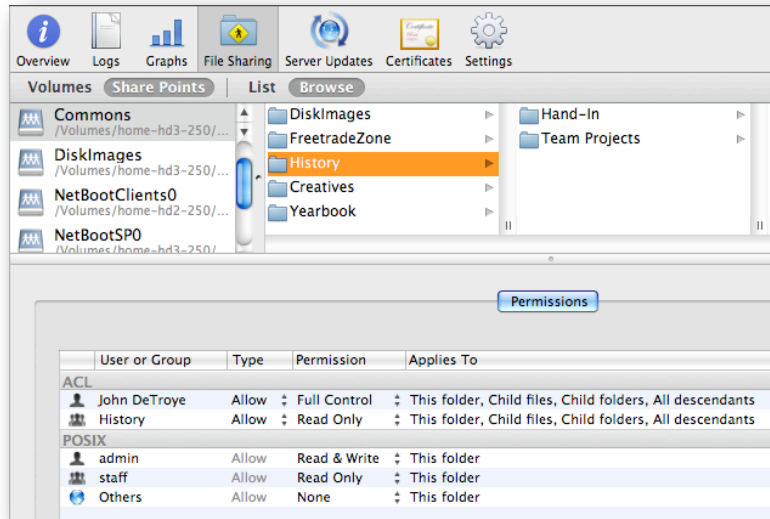 Overview Logs Graphs File Sharing Server Updates Certificates Settings
Volumes Share Points List Browse
Commons
/Volumes/home-hd3-250/...
DiskImages
/Volumes/home-hd3-250/...
NetBootClients0
/Volumes/home-hd2-250/...
NetBootSP0
/Volumes/home-hd3-250/
DiskImages
FreetradeZone
History
Creatives
Yearbook
Hand-In
Team Projects
Permissions
User or Group Type Permission Applies To
ACL
John DeTroye Allow Full Control This folder, Child files, Child folders, All descendants
History Allow Read Only This folder, Child files, Child folders, All descendants
POSIX
admin Allow Read & Write This folder
staff Allow Read Only This folder
Others Allow None This folder